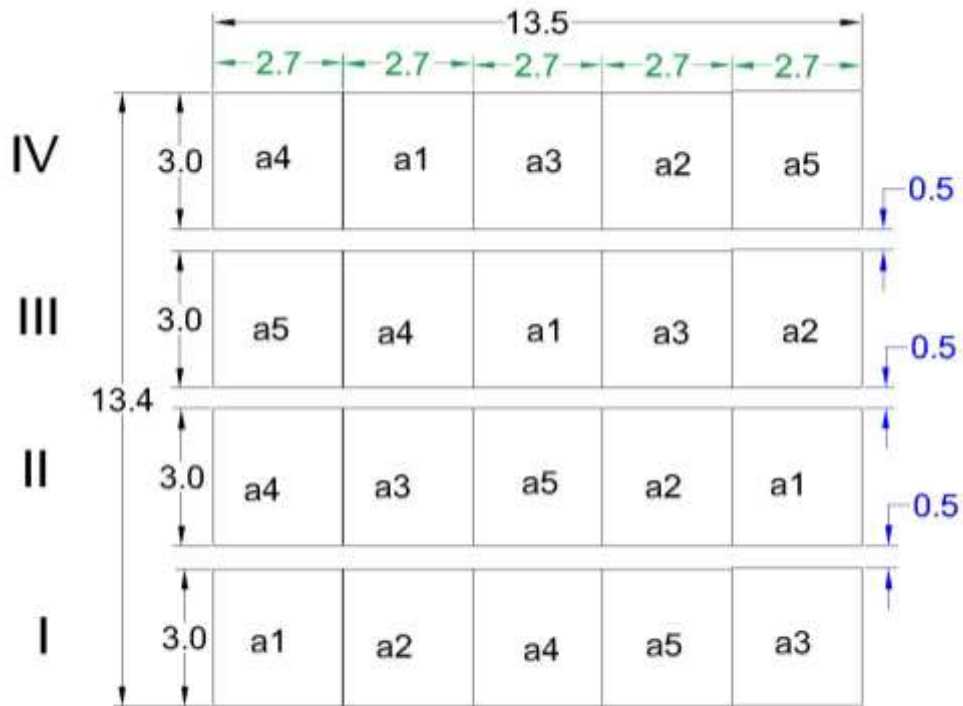 13.5
2.7 2.7 2.7 2.7 2.7
IV 3.0 a4 a1 a3 a2 a5 0.5
III 3.0 a5 a4 a1 a3 a2 0.5
13.4
II 3.0 a4 a3 a5 a2 a1 0.5
I 3.0 a1 a2 a4 a5 a3